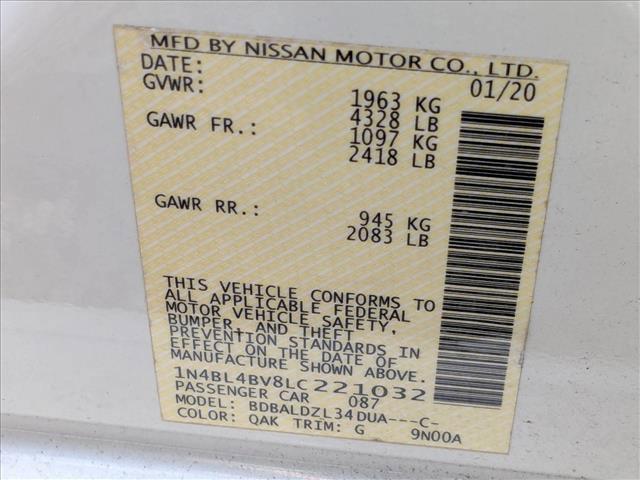 MFD BY NISSAN MOTOR CO., LTD.
DATE: 01/20
GVWR: 1963 KG
4328 LB
GAWR FR.: 1097 KG
2418 LB
GAWR RR.: 945 KG
2083 LB
THIS VEHICLE CONFORMS TO
ALL APPLICABLE FEDERAL
MOTOR VEHICLE SAFETY,
BUMPER, AND THEFT
PREVENTION STANDARDS IN
EFFECT ON THE DATE OF
MANUFACTURE SHOWN ABOVE.
1N4BL4BV8LC221032
PASSENGER CAR 087
MODEL: BDBALDZL34DUA---C-
COLOR: QAK TRIM: G 9N00A